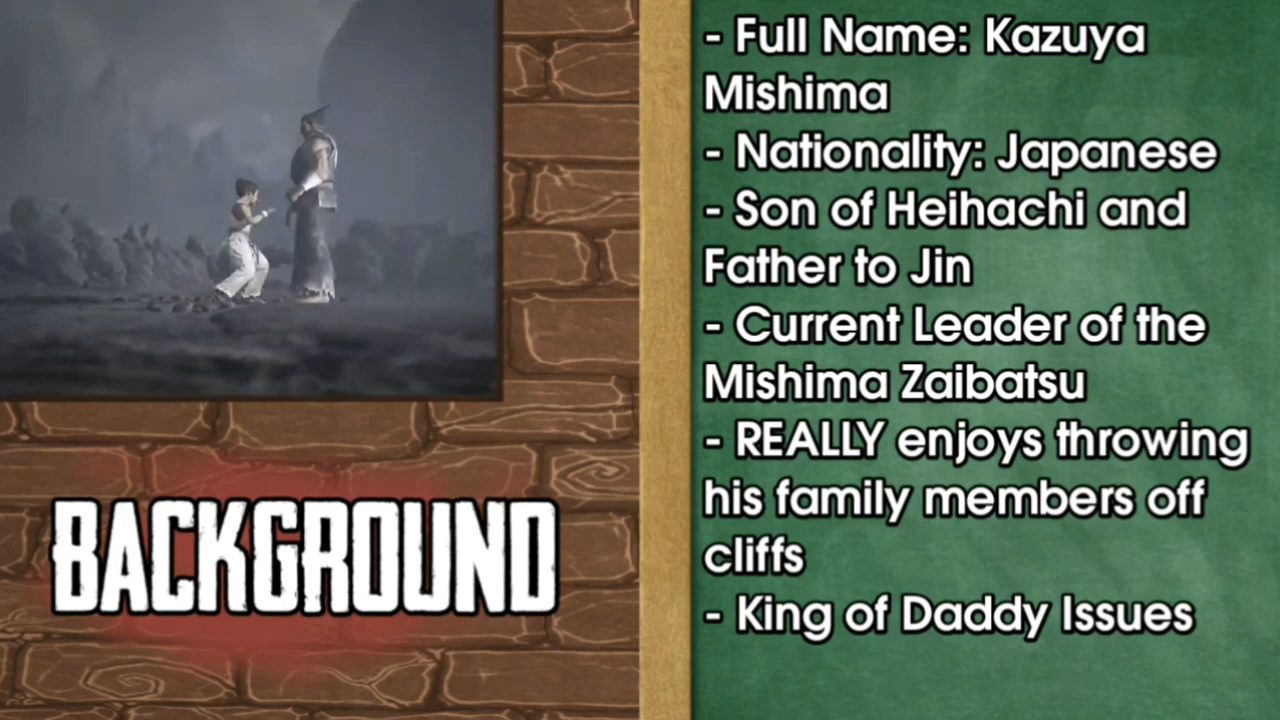 - Full Name: Kazuya
Mishima
- Nationality: Japanese
- Son of Heihachi and
Father to Jin
- Current Leader of the
Mishima Zaibatsu
- REALLY enjoys throwing
his family members off
cliffs
- King of Daddy Issues
BACKGROUND